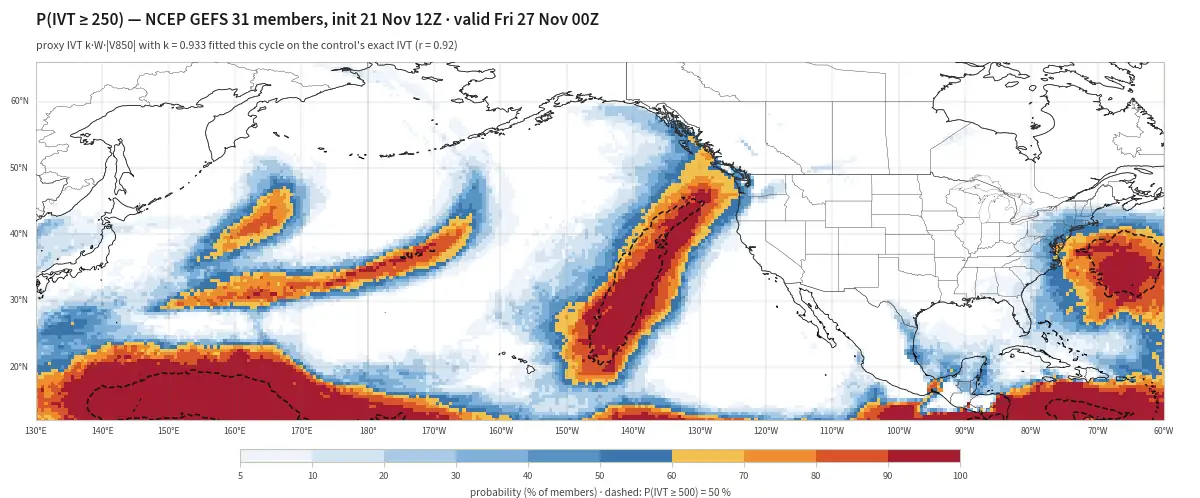 P(IVT ≥ 250) — NCEP GEFS 31 members, init 21 Nov 12Z · valid Fri 27 Nov 00Z
proxy IVT k·W·|V850| with k = 0.933 fitted this cycle on the control's exact IVT (r = 0.92)
60°N
50°N
40°N
30°N
20°N
130°E 140°E 150°E 160°E 170°E 180° 170°W 160°W 150°W 140°W 130°W 120°W 110°W 100°W 90°W 80°W 70°W 60°W
5 10 20 30 40 50 60 70 80 90 100
probability (% of members) · dashed: P(IVT ≥ 500) = 50 %